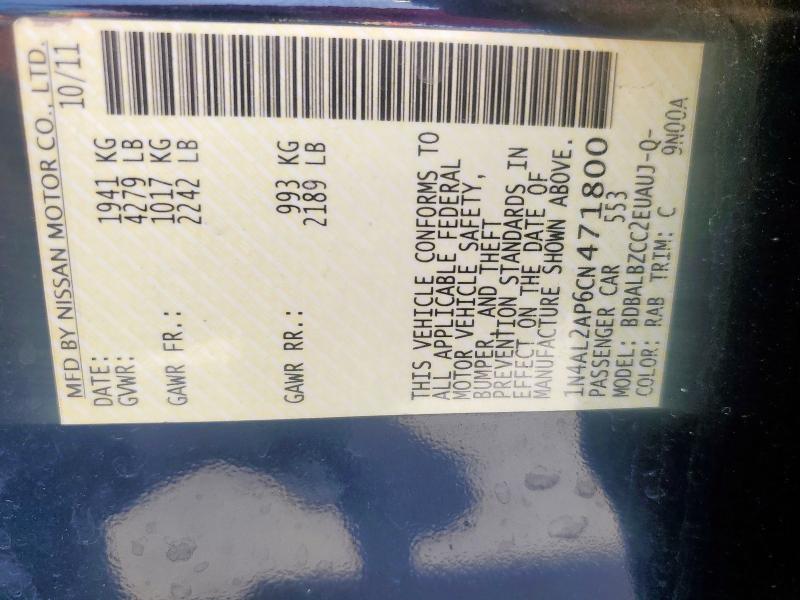 MFD BY NISSAN MOTOR CO., LTD.
DATE: 10/11
GVWR: 1941 KG
4279 LB
GAWR FR.: 1017 KG
2242 LB
GAWR RR.: 993 KG
2189 LB
THIS VEHICLE CONFORMS TO
ALL APPLICABLE FEDERAL
MOTOR VEHICLE SAFETY,
BUMPER, AND THEFT
PREVENTION STANDARDS IN
EFFECT ON THE DATE OF
MANUFACTURE SHOWN ABOVE.
1N4AL2AP6CN471800
PASSENGER CAR 553
MODEL: BDBALBZCC2EUAUJ-Q-
COLOR: RAB TRIM: C 9N00A